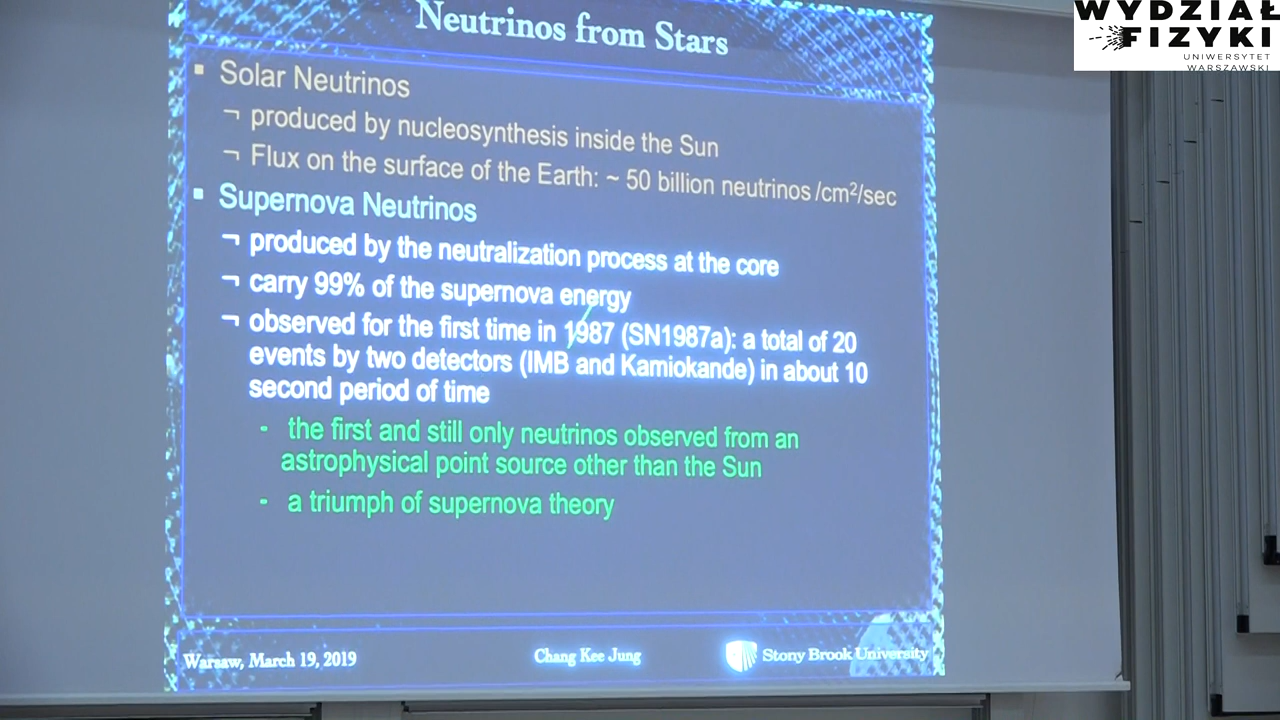 WYDZIAŁ
FIZYKI
UNIWERSYTET
WARSZAWSKI
Neutrinos from Stars
▪ Solar Neutrinos
¬ produced by nucleosynthesis inside the Sun
¬ Flux on the surface of the Earth: ~ 50 billion neutrinos /cm²/sec
▪ Supernova Neutrinos
¬ produced by the neutralization process at the core
¬ carry 99% of the supernova energy
¬ observed for the first time in 1987 (SN1987a): a total of 20
events by two detectors (IMB and Kamiokande) in about 10
second period of time
- the first and still only neutrinos observed from an
astrophysical point source other than the Sun
- a triumph of supernova theory
Warsaw, March 19, 2019
Chang Kee Jung
Stony Brook University